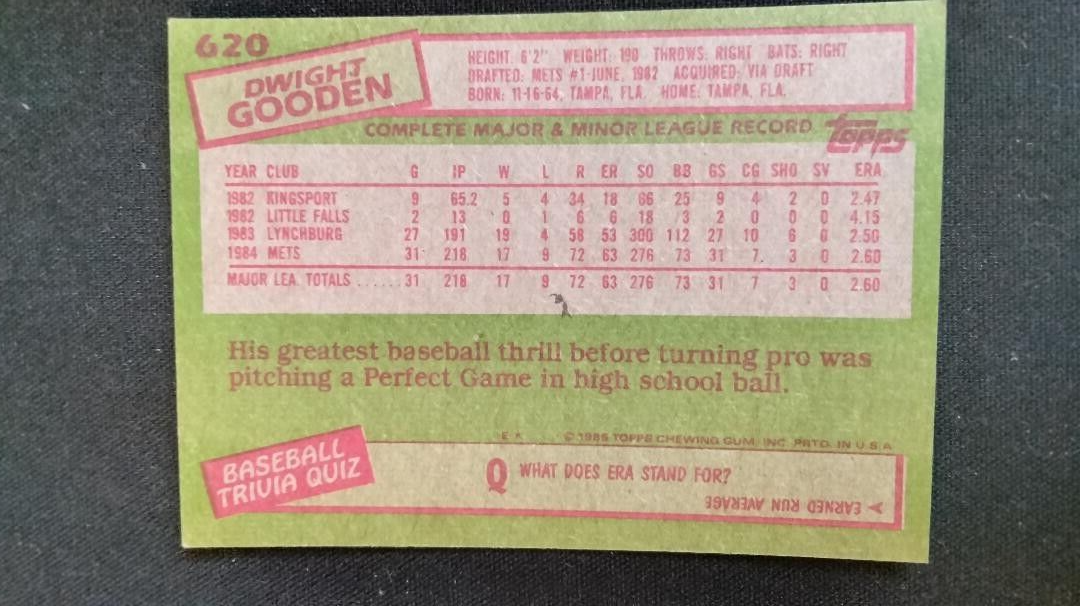 620
DWIGHT
GOODEN
HEIGHT: 6'2" WEIGHT: 190 THROWS: RIGHT BATS: RIGHT
DRAFTED: METS #1-JUNE, 1982 ACQUIRED: VIA DRAFT
BORN: 11-16-64, TAMPA, FLA. HOME: TAMPA, FLA.
COMPLETE MAJOR & MINOR LEAGUE RECORD topps
YEAR CLUB G IP W L R ER SO BB GS CG SHO SV ERA
1982 KINGSPORT 9 65.2 5 4 34 18 66 25 9 4 2 0 2.47
1982 LITTLE FALLS 2 13 0 1 6 6 18 3 2 0 0 0 4.15
1983 LYNCHBURG 27 191 19 4 58 53 300 112 27 10 6 0 2.50
1984 METS 31 218 17 9 72 63 276 73 31 7 3 0 2.60
MAJOR LEA. TOTALS ...... 31 218 17 9 72 63 276 73 31 7 3 0 2.60
His greatest baseball thrill before turning pro was
pitching a Perfect Game in high school ball.
E* © 1985 TOPPS CHEWING GUM, INC. PRTD. IN U.S.A.
BASEBALL
TRIVIA QUIZ
Q WHAT DOES ERA STAND FOR?
A EARNED RUN AVERAGE